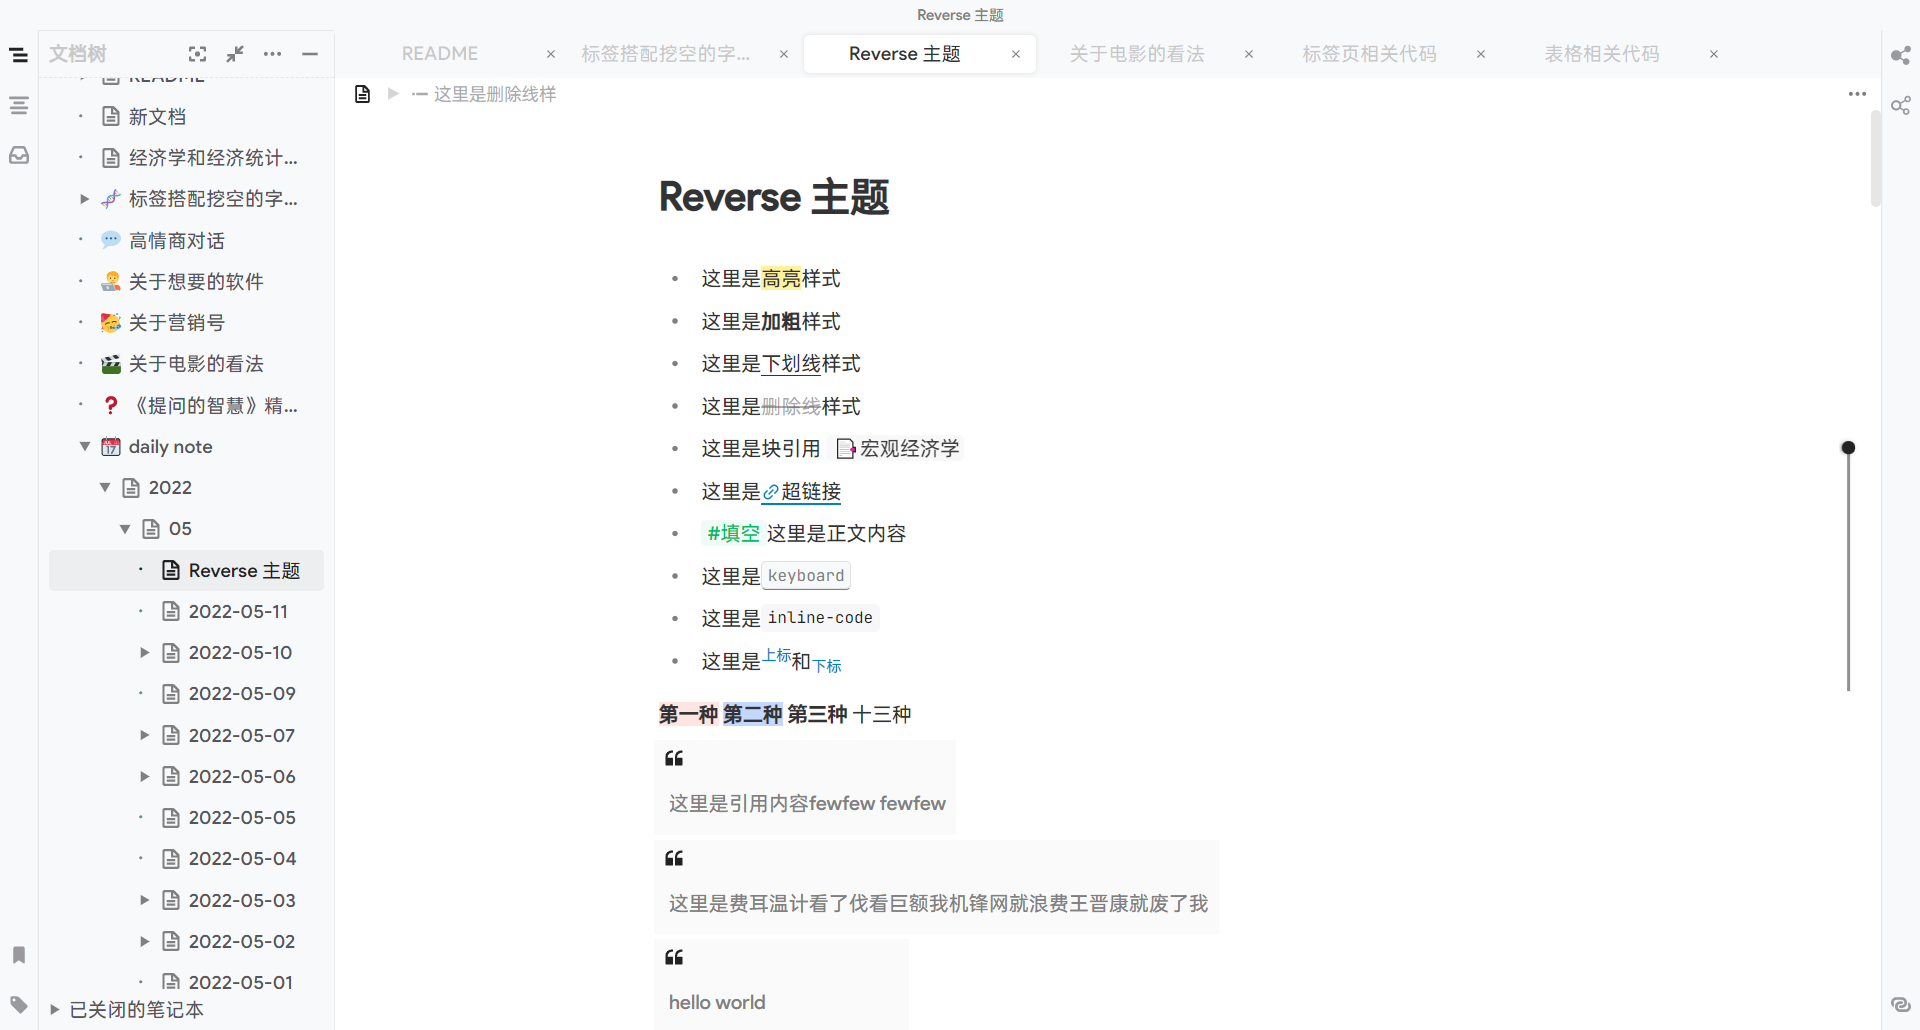 Reverse 主题
文档树
README
标签搭配挖空的字...
Reverse 主题
关于电影的看法
标签页相关代码
表格相关代码
README
新文档
经济学和经济统计...
标签搭配挖空的字...
高情商对话
关于想要的软件
关于营销号
关于电影的看法
《提问的智慧》精...
daily note
2022
05
Reverse 主题
2022-05-11
2022-05-10
2022-05-09
2022-05-07
2022-05-06
2022-05-05
2022-05-04
2022-05-03
2022-05-02
2022-05-01
已关闭的笔记本
这里是删除线样
Reverse 主题
这里是高亮样式
这里是加粗样式
这里是下划线样式
这里是删除线样式
这里是块引用 宏观经济学
这里是超链接
#填空 这里是正文内容
这里是 keyboard
这里是 inline-code
这里是上标和下标
第一种 第二种 第三种 十三种
这里是引用内容fewfew fewfew
这里是费耳温计看了伐看巨额我机锋网就浪费王晋康就废了我
hello world